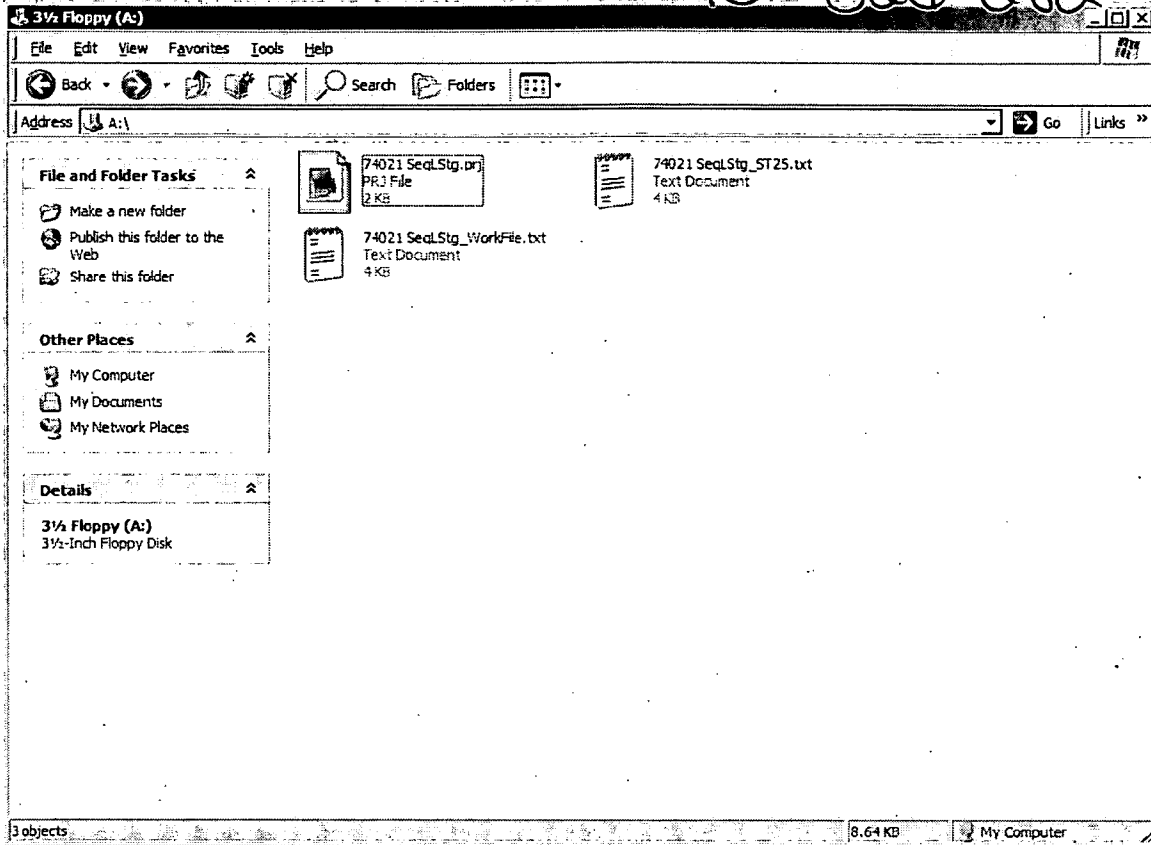 3½ Floppy (A:)
File Edit View Favorites Tools Help
Back Search Folders
Address A:\ Go Links »
File and Folder Tasks
Make a new folder
Publish this folder to the
Web
Share this folder
Other Places
My Computer
My Documents
My Network Places
Details
3½ Floppy (A:)
3½-Inch Floppy Disk
74021 SeqLStg.prj
PRJ File
2 KB
74021 SeqLStg_ST25.txt
Text Document
4 KB
74021 SeqLStg_WorkFile.txt
Text Document
4 KB
3 objects 8.64 KB My Computer